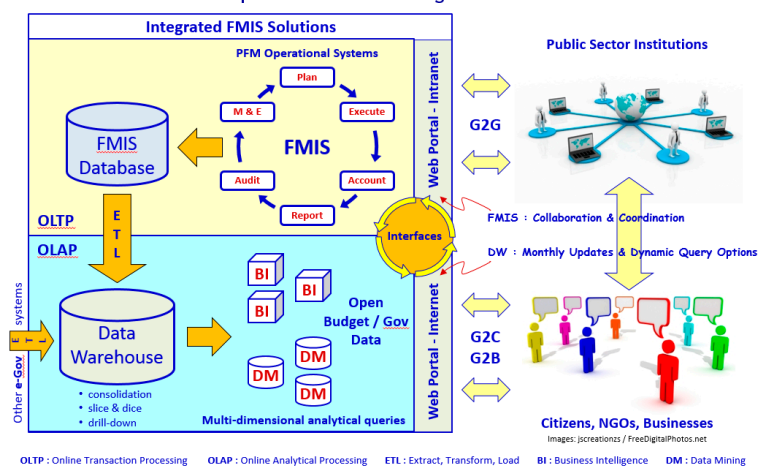 Integrated FMIS Solutions
PFM Operational Systems
Plan
Execute
Account
Report
Audit
M & E
FMIS
FMIS
Database
OLTP
ETL
OLAP
Web Portal - Intranet
G2G
Public Sector Institutions
Interfaces
FMIS : Collaboration & Coordination
DW : Monthly Updates & Dynamic Query Options
Other e-Gov systems
ETL
Data
Warehouse
• consolidation
• slice & dice
• drill-down
BI
BI
BI
DM
DM
DM
Open
Budget / Gov
Data
Multi-dimensional analytical queries
Web Portal - Internet
G2C
G2B
Citizens, NGOs, Businesses
Images: jscreationzs / FreeDigitalPhotos.net
OLTP : Online Transaction Processing OLAP : Online Analytical Processing ETL : Extract, Transform, Load BI : Business Intelligence DM : Data Mining